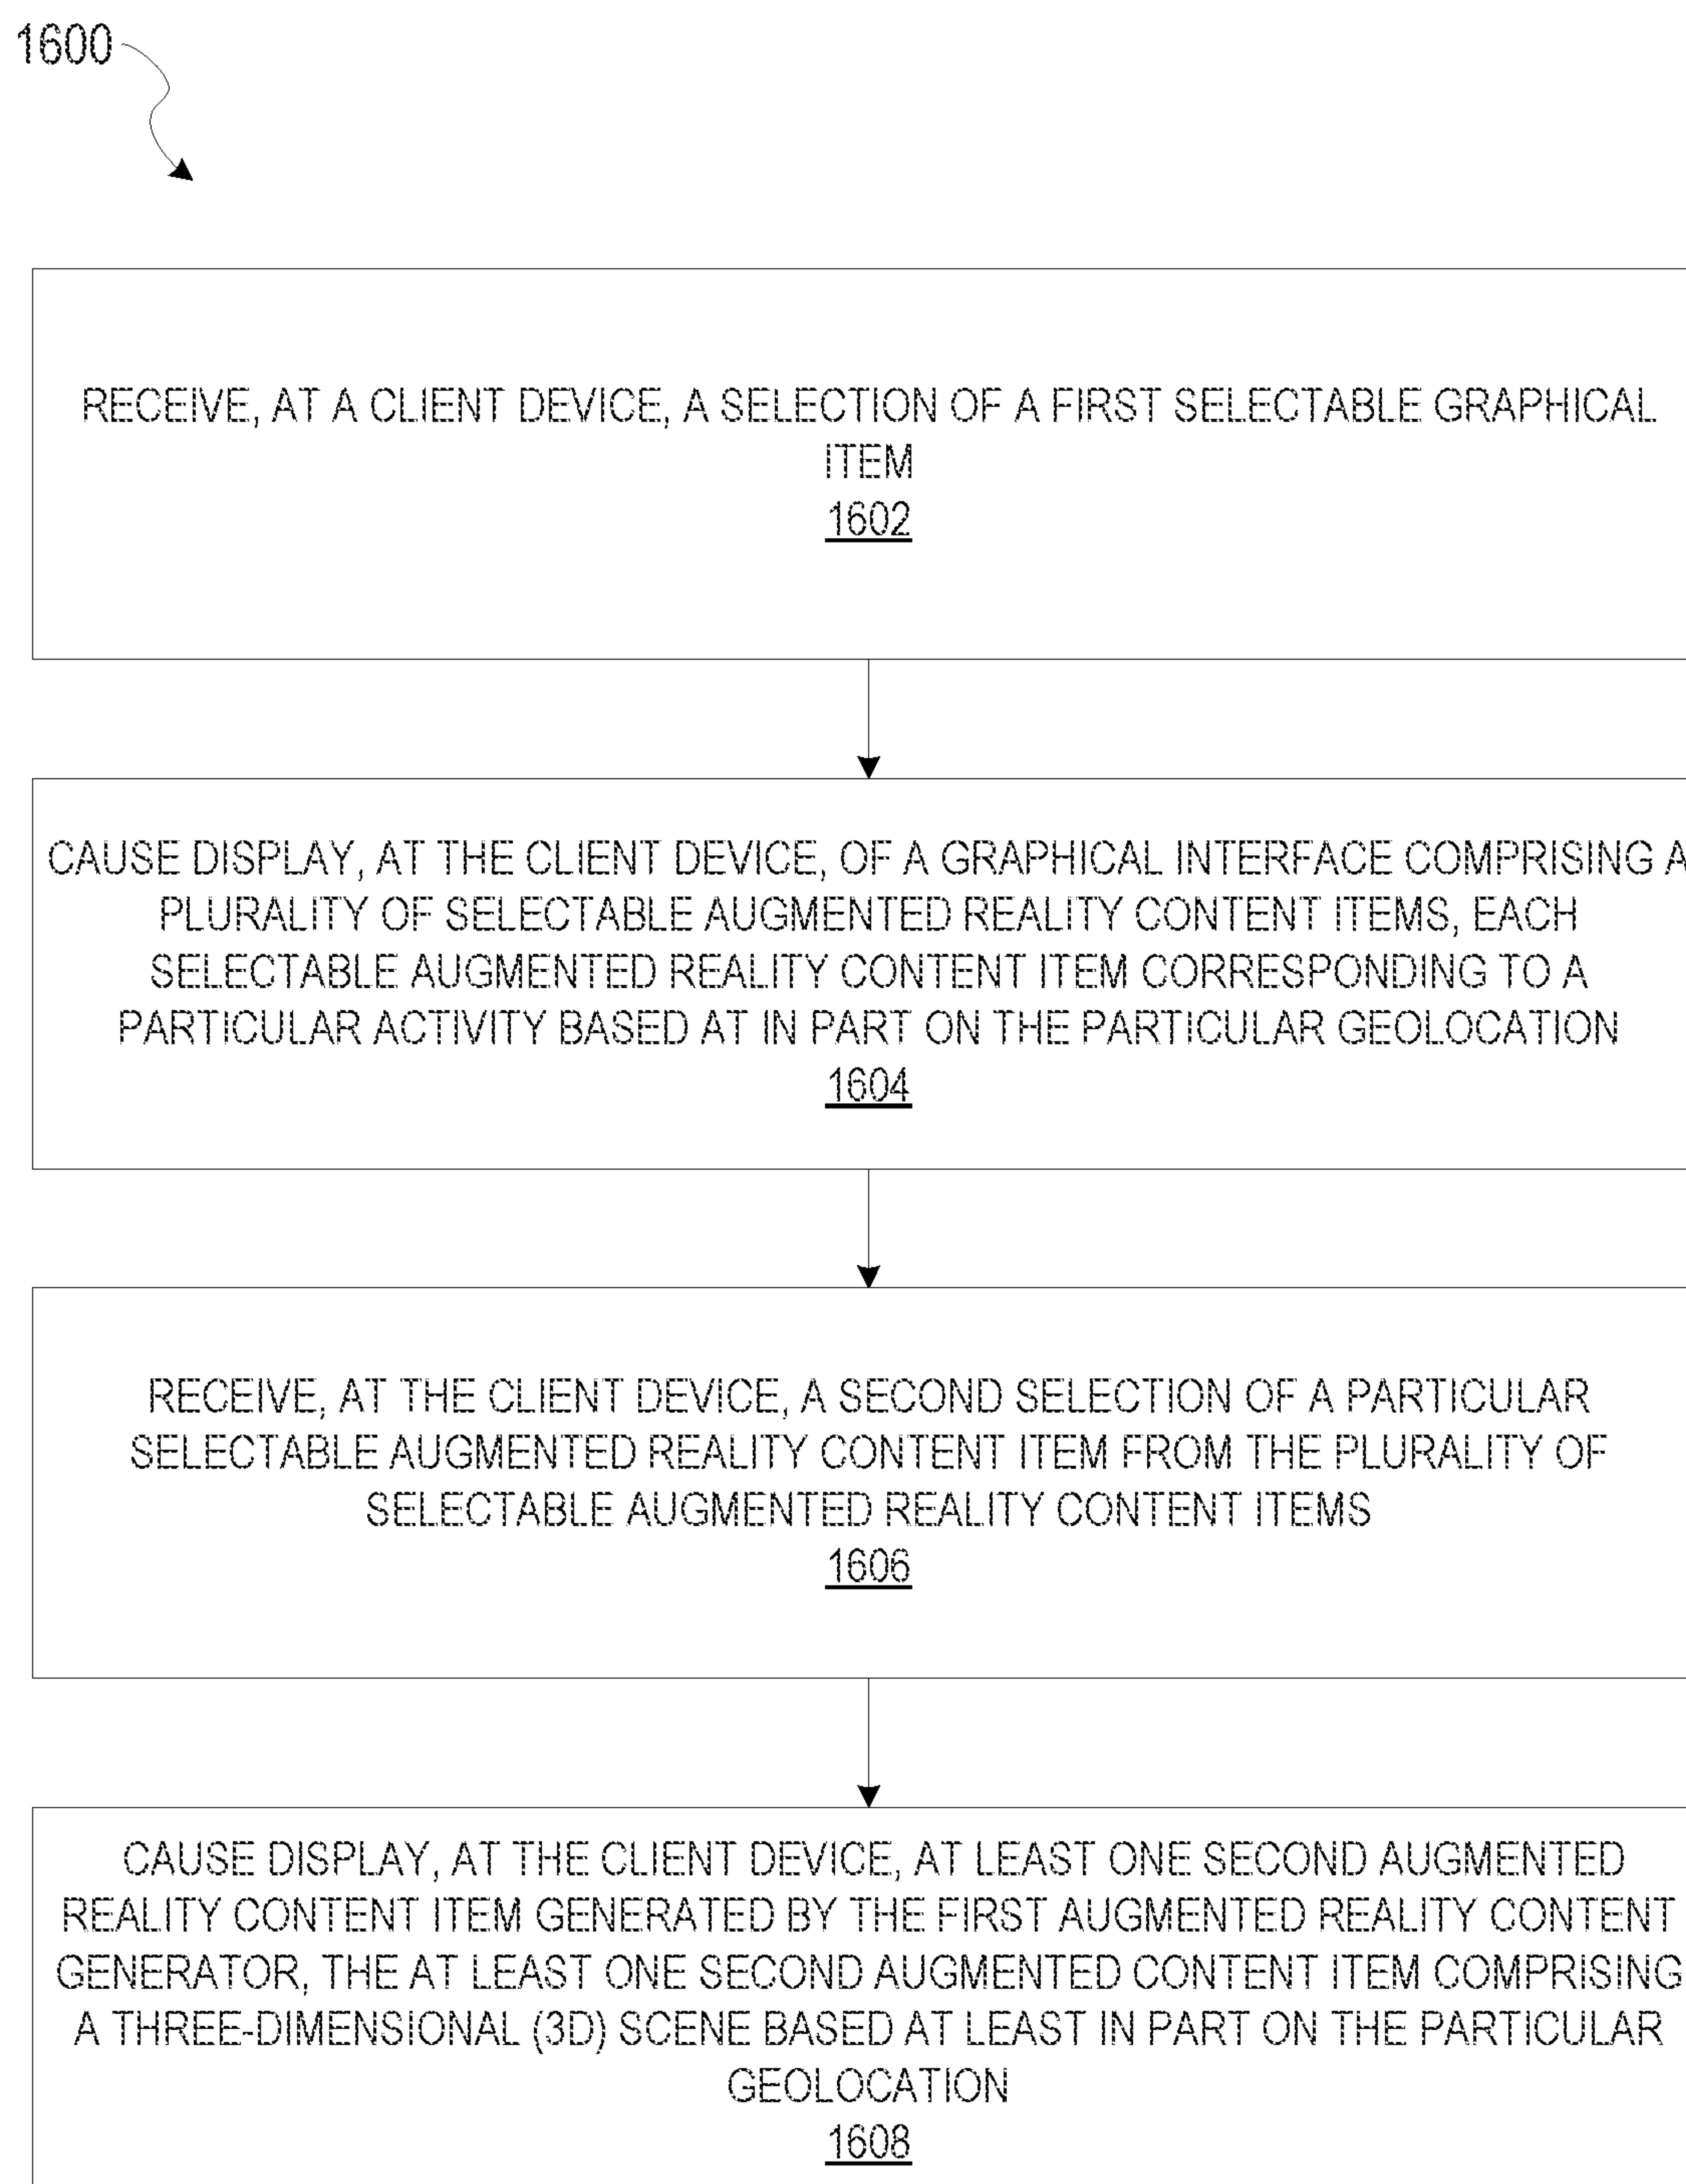 1600
RECEIVE, AT A CLIENT DEVICE, A SELECTION OF A FIRST SELECTABLE GRAPHICAL
ITEM
1602
CAUSE DISPLAY, AT THE CLIENT DEVICE, OF A GRAPHICAL INTERFACE COMPRISING A
PLURALITY OF SELECTABLE AUGMENTED REALITY CONTENT ITEMS, EACH
SELECTABLE AUGMENTED REALITY CONTENT ITEM CORRESPONDING TO A
PARTICULAR ACTIVITY BASED AT IN PART ON THE PARTICULAR GEOLOCATION
1604
RECEIVE, AT THE CLIENT DEVICE, A SECOND SELECTION OF A PARTICULAR
SELECTABLE AUGMENTED REALITY CONTENT ITEM FROM THE PLURALITY OF
SELECTABLE AUGMENTED REALITY CONTENT ITEMS
1606
CAUSE DISPLAY, AT THE CLIENT DEVICE, AT LEAST ONE SECOND AUGMENTED
REALITY CONTENT ITEM GENERATED BY THE FIRST AUGMENTED REALITY CONTENT
GENERATOR, THE AT LEAST ONE SECOND AUGMENTED CONTENT ITEM COMPRISING
A THREE-DIMENSIONAL (3D) SCENE BASED AT LEAST IN PART ON THE PARTICULAR
GEOLOCATION
1608